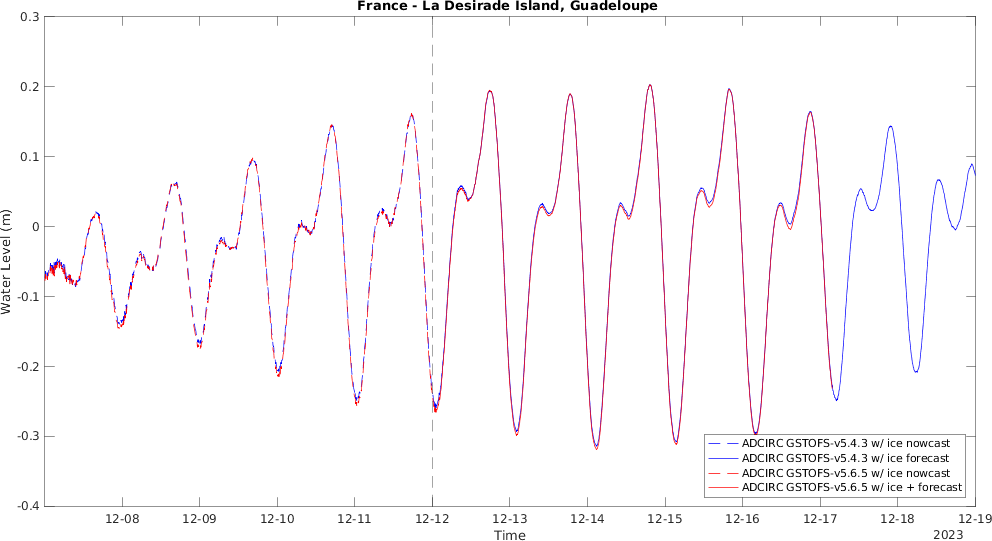 France - La Desirade Island, Guadeloupe
0.3
0.2
0.1
0
-0.1
-0.2
-0.3
-0.4
Water Level (m)
ADCIRC GSTOFS-v5.4.3 w/ ice nowcast
ADCIRC GSTOFS-v5.4.3 w/ ice forecast
ADCIRC GSTOFS-v5.6.5 w/ ice nowcast
ADCIRC GSTOFS-v5.6.5 w/ ice + forecast
12-08 12-09 12-10 12-11 12-12 12-13 12-14 12-15 12-16 12-17 12-18 12-19
Time
2023